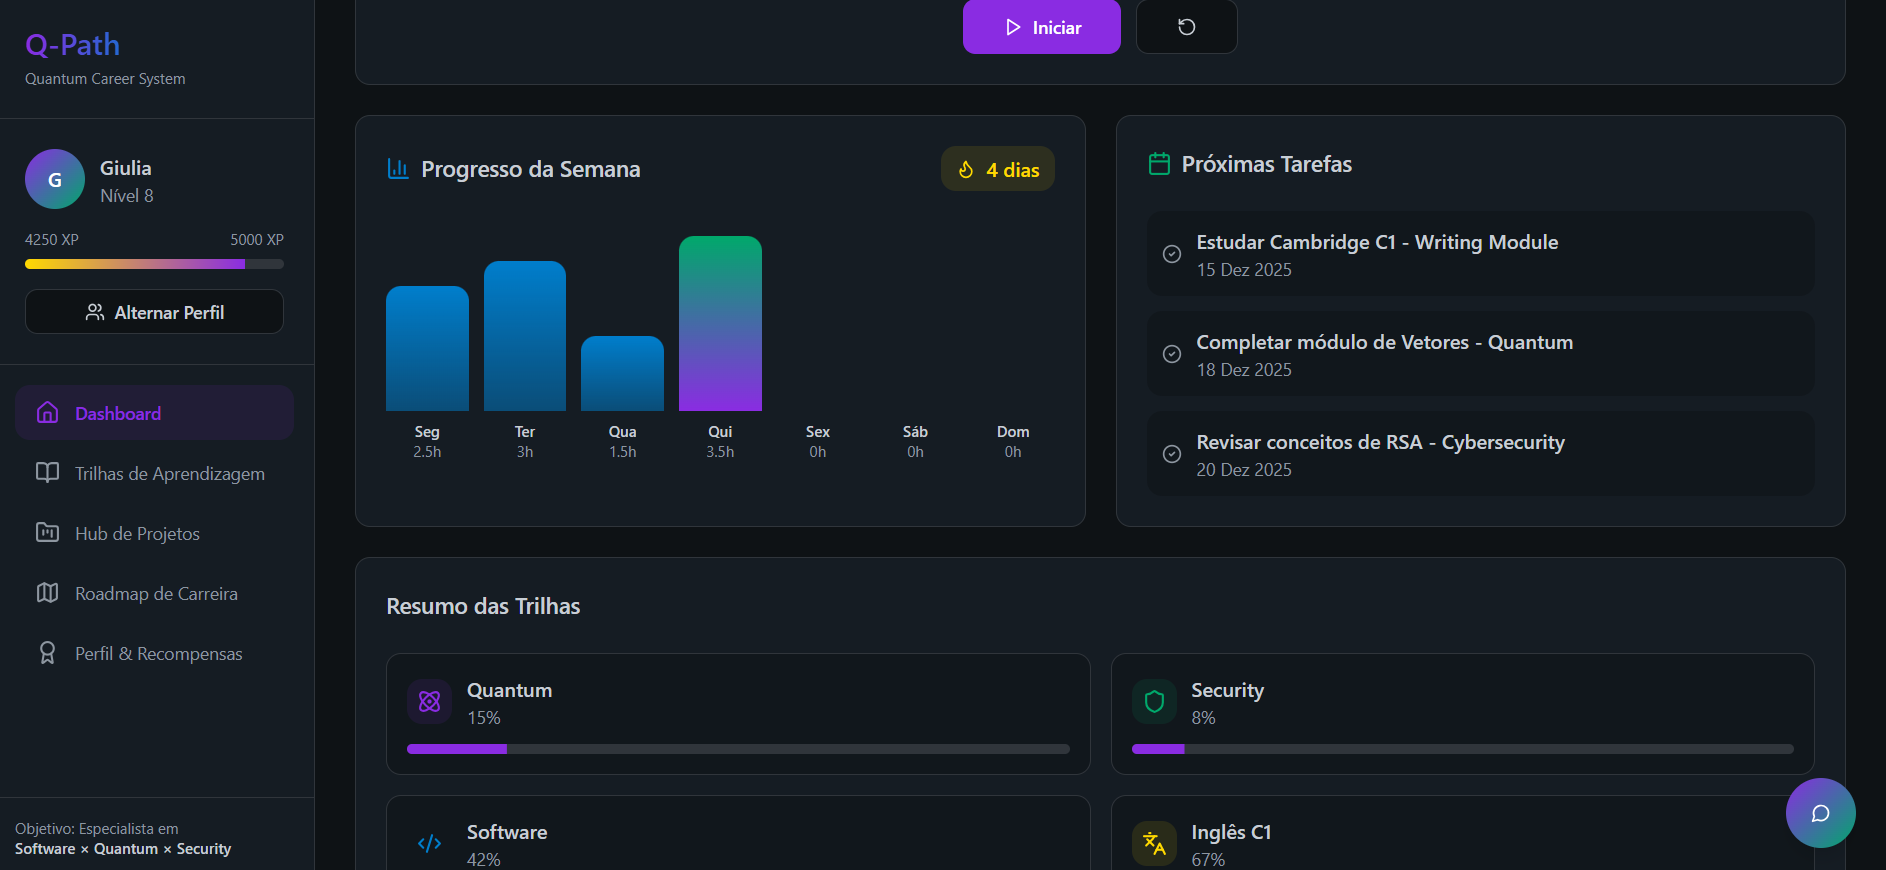 Q-Path
Quantum Career System
G
Giulia
Nível 8
4250 XP
5000 XP
Alternar Perfil
Dashboard
Trilhas de Aprendizagem
Hub de Projetos
Roadmap de Carreira
Perfil & Recompensas
Objetivo: Especialista em
Software × Quantum × Security
Iniciar
Progresso da Semana
4 dias
Seg
2.5h
Ter
3h
Qua
1.5h
Qui
3.5h
Sex
0h
Sáb
0h
Dom
0h
Próximas Tarefas
Estudar Cambridge C1 - Writing Module
15 Dez 2025
Completar módulo de Vetores - Quantum
18 Dez 2025
Revisar conceitos de RSA - Cybersecurity
20 Dez 2025
Resumo das Trilhas
Quantum
15%
Security
8%
Software
42%
Inglês C1
67%